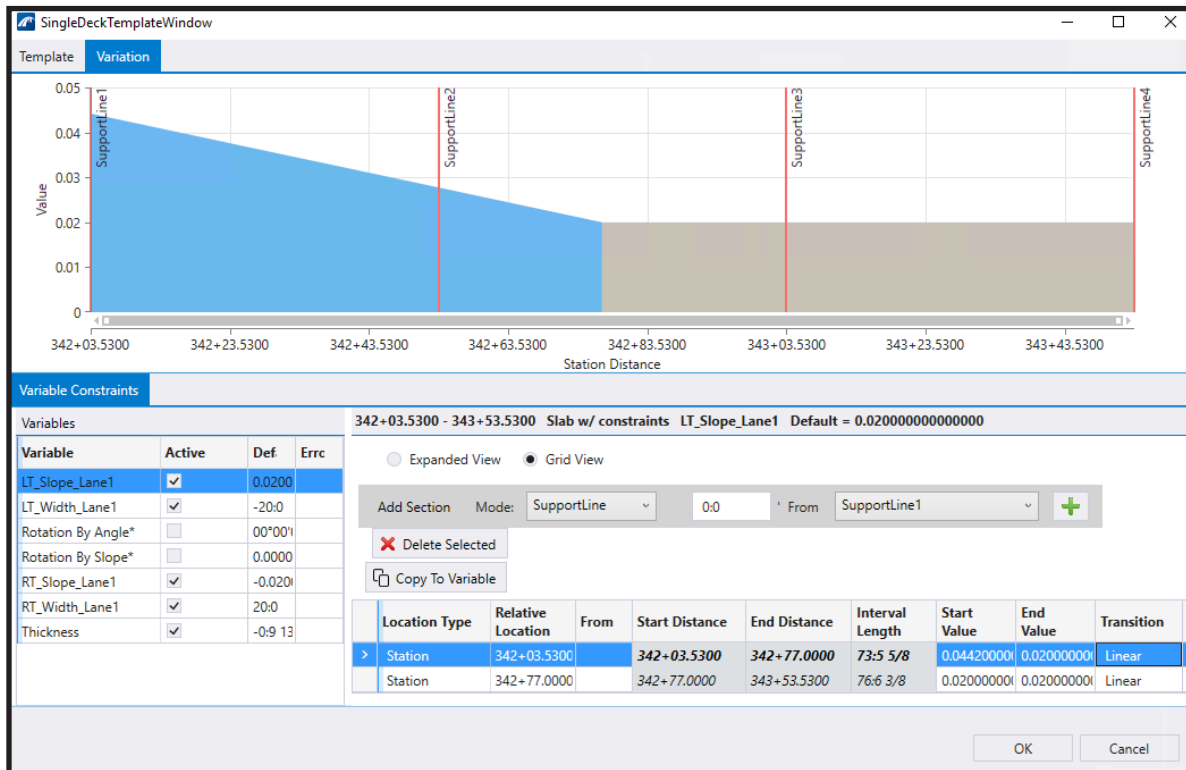 SingleDeckTemplateWindow
Template Variation
0.05
0.04
0.03
0.02
0.01
0
Value
SupportLine1
SupportLine2
SupportLine3
SupportLine4
342+03.5300 342+23.5300 342+43.5300 342+63.5300 342+83.5300 343+03.5300 343+23.5300 343+43.5300
Station Distance
Variable Constraints
Variables
Variable Active Def. Errc
LT_Slope_Lane1 0.0200
LT_Width_Lane1 -20:0
Rotation By Angle* 00°00'(
Rotation By Slope* 0.0000
RT_Slope_Lane1 -0.020(
RT_Width_Lane1 20:0
Thickness -0:9 13
342+03.5300 - 343+53.5300 Slab w/ constraints LT_Slope_Lane1 Default = 0.020000000000000
Expanded View Grid View
Add Section Mode: SupportLine 0:0 ' From SupportLine1
Delete Selected
Copy To Variable
Location Type Relative Location From Start Distance End Distance Interval Length Start Value End Value Transition
Station 342+03.5300 342+03.5300 342+77.0000 73:5 5/8 0.04420000( 0.02000000( Linear
Station 342+77.0000 342+77.0000 343+53.5300 76:6 3/8 0.02000000( 0.02000000( Linear
OK Cancel